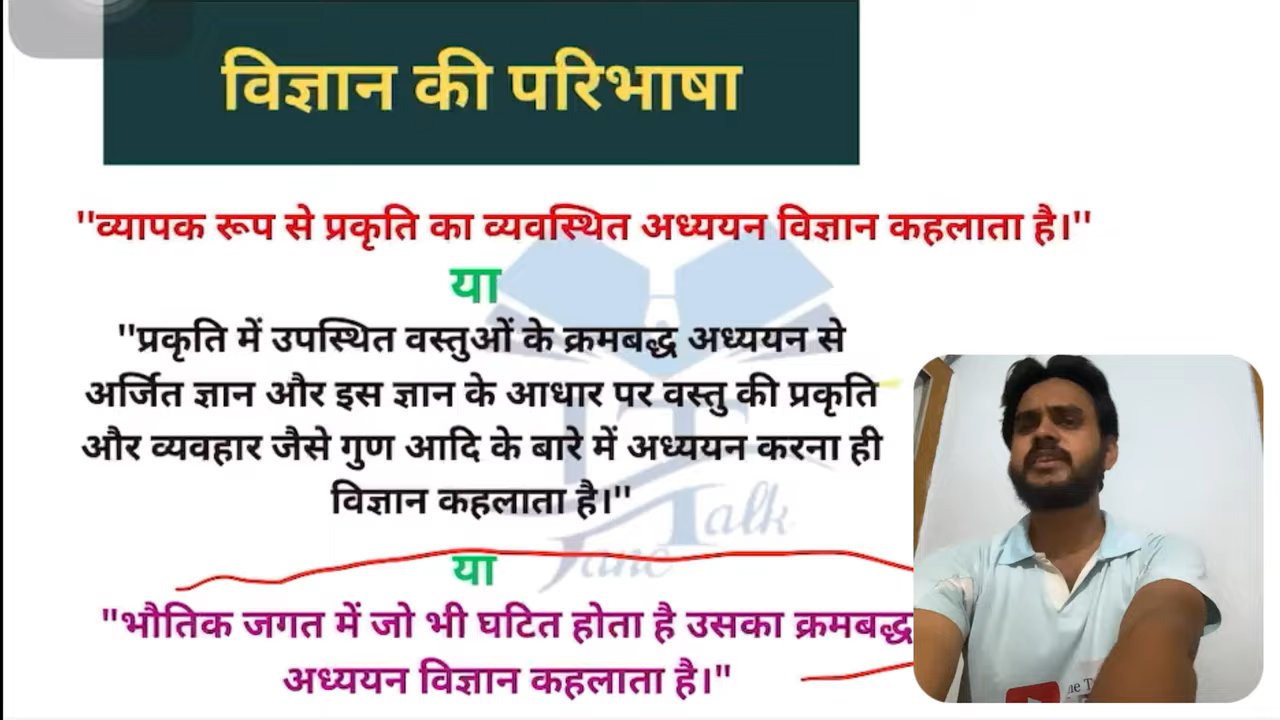 विज्ञान की परिभाषा
"व्यापक रूप से प्रकृति का व्यवस्थित अध्ययन विज्ञान कहलाता है।"
या
"प्रकृति में उपस्थित वस्तुओं के क्रमबद्ध अध्ययन से
अर्जित ज्ञान और इस ज्ञान के आधार पर वस्तु की प्रकृति
और व्यवहार जैसे गुण आदि के बारे में अध्ययन करना ही
विज्ञान कहलाता है।"
Talk
या
"भौतिक जगत में जो भी घटित होता है उसका क्रमबद्ध
अध्ययन विज्ञान कहलाता है।"